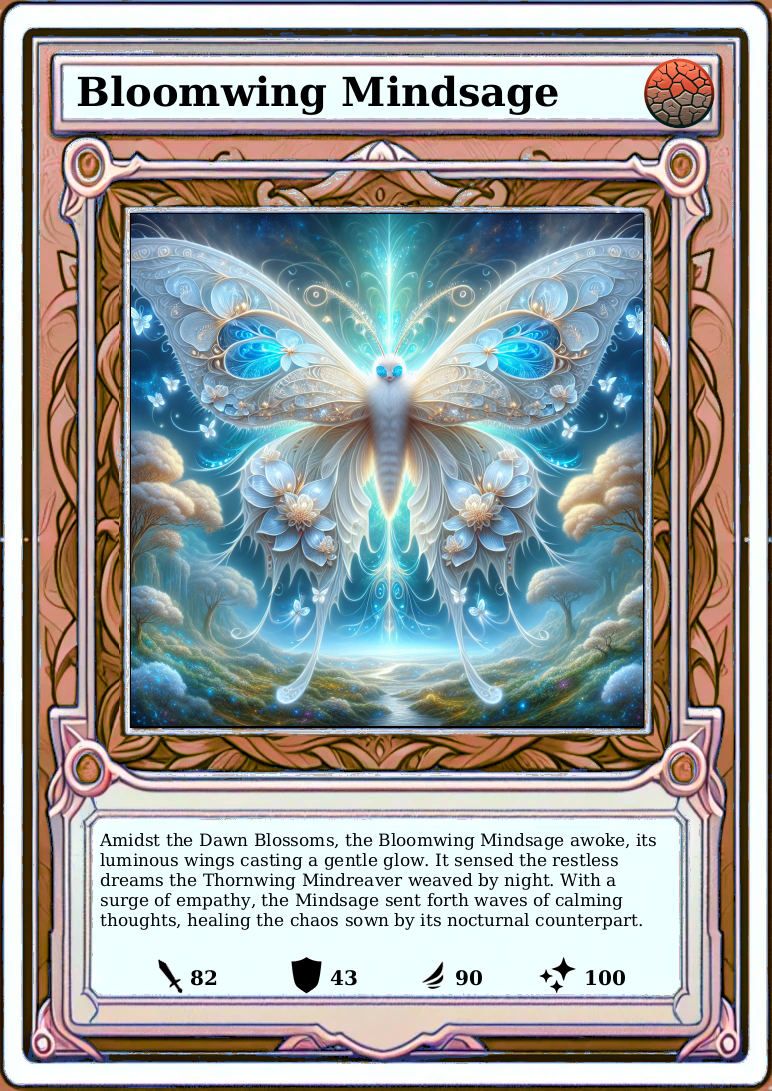 Bloomwing Mindsage
Amidst the Dawn Blossoms, the Bloomwing Mindsage awoke, its
luminous wings casting a gentle glow. It sensed the restless
dreams the Thornwing Mindreaver weaved by night. With a
surge of empathy, the Mindsage sent forth waves of calming
thoughts, healing the chaos sown by its nocturnal counterpart.
82 43 90 100